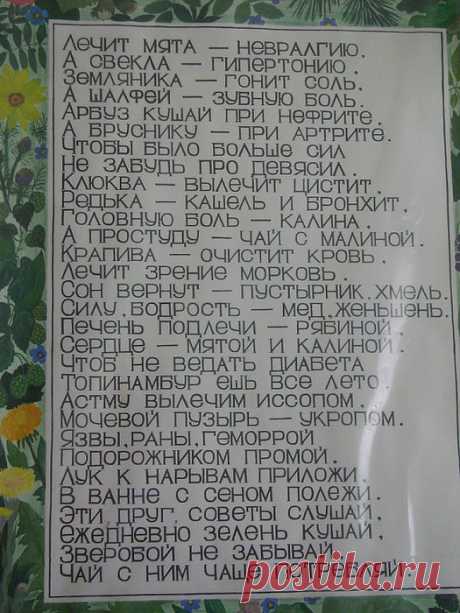 Лечит мята — невралгию.
А свекла — гипертонию.
Земляника — гонит соль,
А шалфей — зубную боль.
Арбуз кушай при нефрите,
А бруснику — при артрите.
Чтобы было больше сил
Не забудь про девясил.
Клюква — вылечит цистит.
Редька — кашель и бронхит,
Головную боль — калина,
А простуду — чай с малиной.
Крапива — очистит кровь.
Лечит зрение морковь.
Сон вернут — пустырник, хмель.
Силу, бодрость — мед, женьшень.
Печень подлечи — рябиной.
Сердце — мятой и калиной.
Чтоб не ведать диабета
Топинамбур ешь все лето.
Астму вылечим иссопом,
Мочевой пузырь — укропом.
Язвы, раны, геморрой
Подорожником промой.
Лук к нарывам приложи.
В ванне с сеном полежи.
Эти, друг, советы слушай,
Ежедневно зелень кушай,
Зверобой не забывай
Чай с ним чаще потребляй.
postila.ru